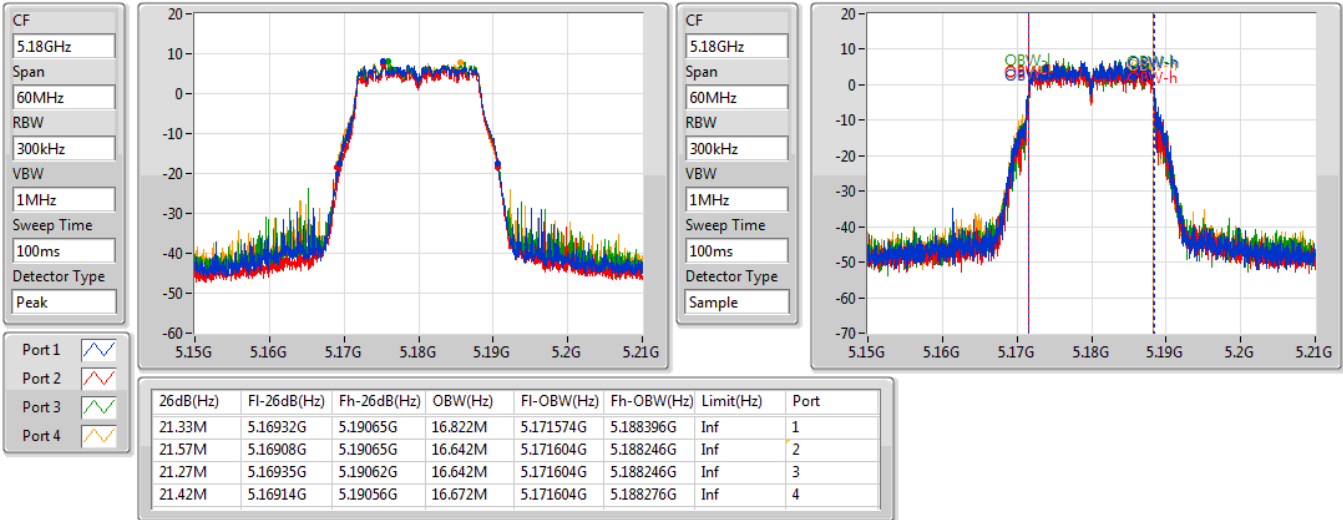 CF
5.18GHz
Span
60MHz
RBW
300kHz
VBW
1MHz
Sweep Time
100ms
Detector Type
Peak
20
10
0
-10
-20
-30
-40
-50
-60
5.15G 5.16G 5.17G 5.18G 5.19G 5.2G 5.21G
CF
5.18GHz
Span
60MHz
RBW
300kHz
VBW
1MHz
Sweep Time
100ms
Detector Type
Sample
20
10
0
-10
-20
-30
-40
-50
-60
-70
OBW-h
OBW-h
5.15G 5.16G 5.17G 5.18G 5.19G 5.2G 5.21G
Port 1
Port 2
Port 3
Port 4
26dB(Hz) Fl-26dB(Hz) Fh-26dB(Hz) OBW(Hz) Fl-OBW(Hz) Fh-OBW(Hz) Limit(Hz) Port
21.33M 5.16932G 5.19065G 16.822M 5.171574G 5.188396G Inf 1
21.57M 5.16908G 5.19065G 16.642M 5.171604G 5.188246G Inf 2
21.27M 5.16935G 5.19062G 16.642M 5.171604G 5.188246G Inf 3
21.42M 5.16914G 5.19056G 16.672M 5.171604G 5.188276G Inf 4